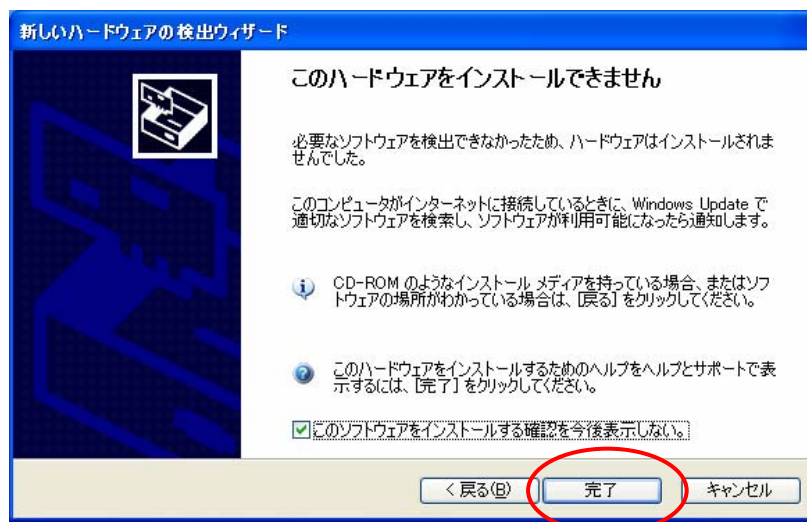 新しいハードウェアの検出ウィザード
このハードウェアをインストールできません
必要なソフトウェアを検出できなかったため、ハードウェアはインストールされま
せんでした。
このコンピュータがインターネットに接続しているときに、Windows Update で
適切なソフトウェアを検索し、ソフトウェアが利用可能になったら通知します。
CD-ROM のようなインストール メディアを持っている場合、またはソフ
トウェアの場所がわかっている場合は、[戻る] をクリックしてください。
このハードウェアをインストールするためのヘルプをヘルプとサポートで表
示するには、[完了] をクリックしてください。
このソフトウェアをインストールする確認を今後表示しない。
< 戻る(B) 完了 キャンセル